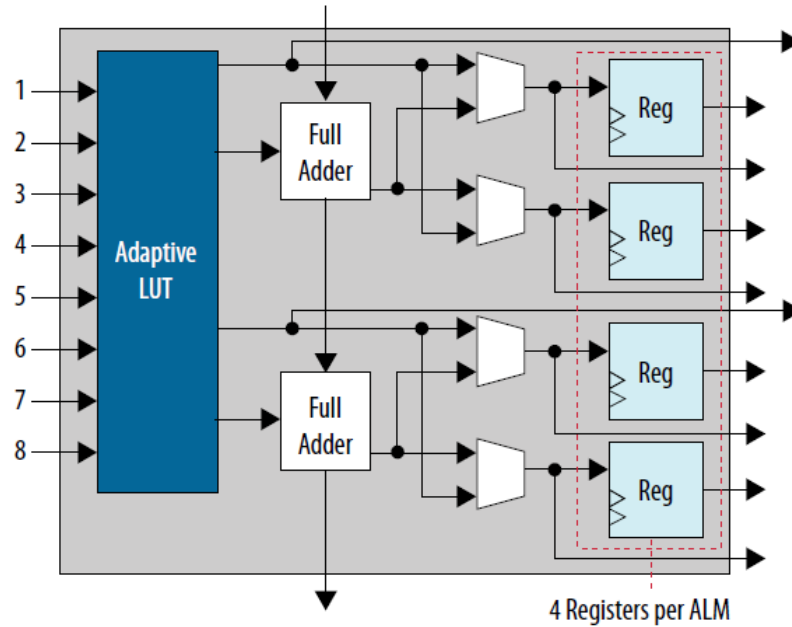 1
2
3
4
5
6
7
8
Adaptive
LUT
Full
Adder
Full
Adder
Reg
Reg
Reg
Reg
4 Registers per ALM